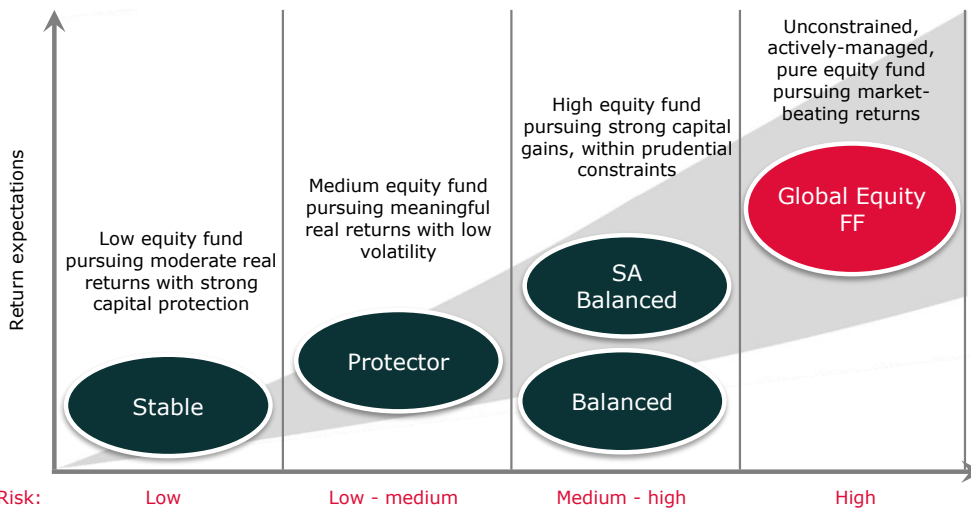 Return expectations
Low equity fund
pursuing moderate real
returns with strong
capital protection
Stable
Medium equity fund
pursuing meaningful
real returns with low
volatility
Protector
High equity fund
pursuing strong capital
gains, within prudential
constraints
SA
Balanced
Balanced
Unconstrained,
actively-managed,
pure equity fund
pursuing market-
beating returns
Global Equity
FF
Risk:
Low
Low - medium
Medium - high
High